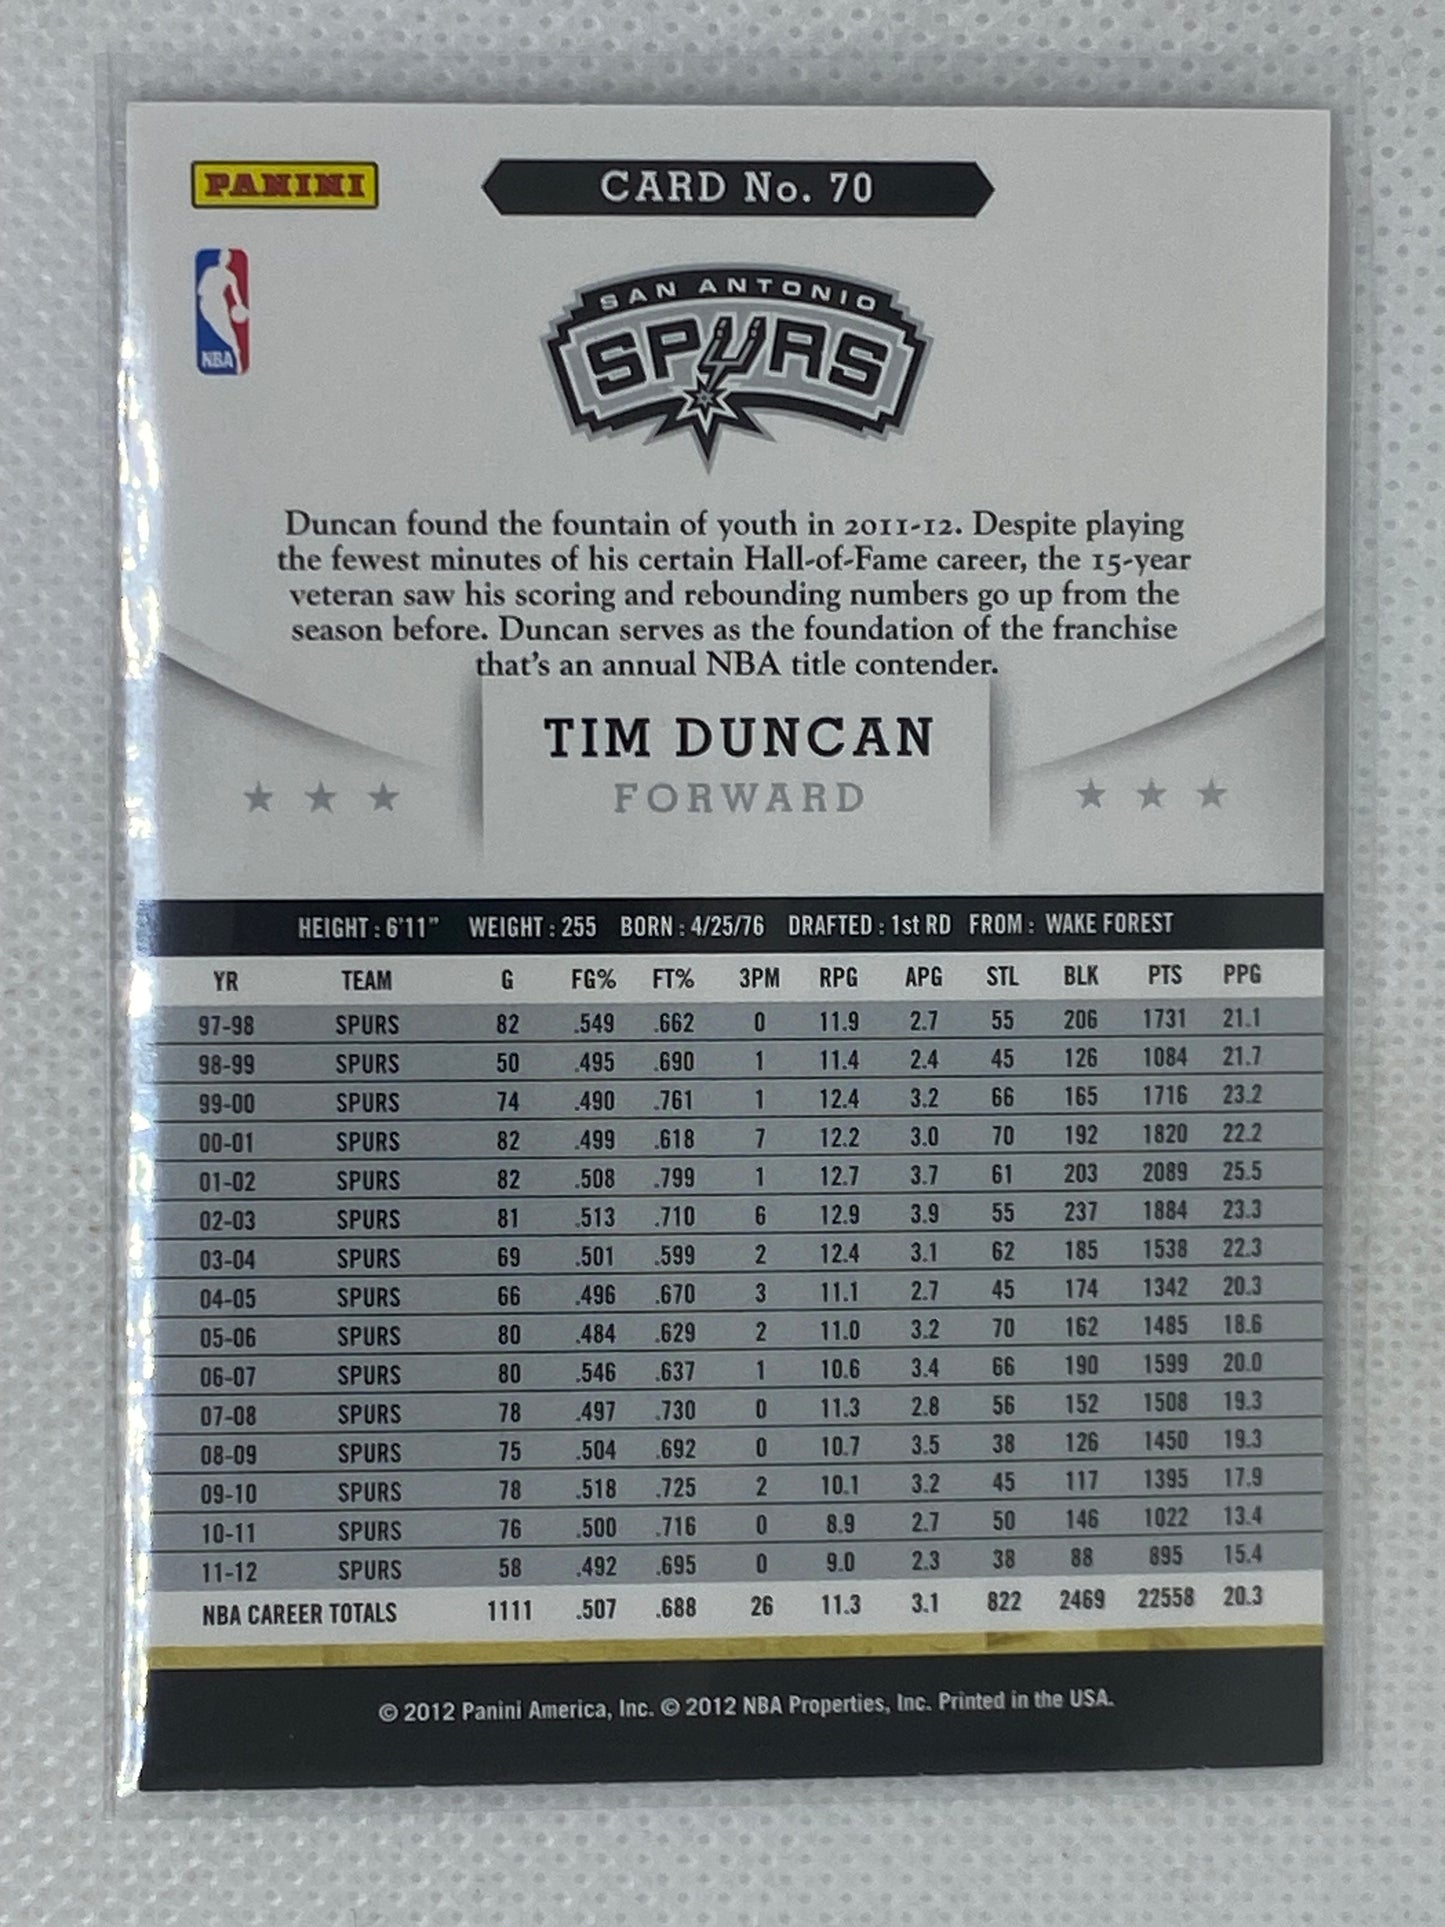 PANINI
CARD No. 70
NBA
SAN ANTONIO
SPURS
Duncan found the fountain of youth in 2011-12. Despite playing
the fewest minutes of his certain Hall-of-Fame career, the 15-year
veteran saw his scoring and rebounding numbers go up from the
season before. Duncan serves as the foundation of the franchise
that's an annual NBA title contender.
TIM DUNCAN
FORWARD
HEIGHT : 6'11" WEIGHT : 255 BORN : 4/25/76 DRAFTED : 1st RD FROM : WAKE FOREST
YR TEAM G FG% FT% 3PM RPG APG STL BLK PTS PPG
97-98 SPURS 82 .549 .662 0 11.9 2.7 55 206 1731 21.1
98-99 SPURS 50 .495 .690 1 11.4 2.4 45 126 1084 21.7
99-00 SPURS 74 .490 .761 1 12.4 3.2 66 165 1716 23.2
00-01 SPURS 82 .499 .618 7 12.2 3.0 70 192 1820 22.2
01-02 SPURS 82 .508 .799 1 12.7 3.7 61 203 2089 25.5
02-03 SPURS 81 .513 .710 6 12.9 3.9 55 237 1884 23.3
03-04 SPURS 69 .501 .599 2 12.4 3.1 62 185 1538 22.3
04-05 SPURS 66 .496 .670 3 11.1 2.7 45 174 1342 20.3
05-06 SPURS 80 .484 .629 2 11.0 3.2 70 162 1485 18.6
06-07 SPURS 80 .546 .637 1 10.6 3.4 66 190 1599 20.0
07-08 SPURS 78 .497 .730 0 11.3 2.8 56 152 1508 19.3
08-09 SPURS 75 .504 .692 0 10.7 3.5 38 126 1450 19.3
09-10 SPURS 78 .518 .725 2 10.1 3.2 45 117 1395 17.9
10-11 SPURS 76 .500 .716 0 8.9 2.7 50 146 1022 13.4
11-12 SPURS 58 .492 .695 0 9.0 2.3 38 88 895 15.4
NBA CAREER TOTALS 1111 .507 .688 26 11.3 3.1 822 2469 22558 20.3
© 2012 Panini America, Inc. © 2012 NBA Properties, Inc. Printed in the USA.